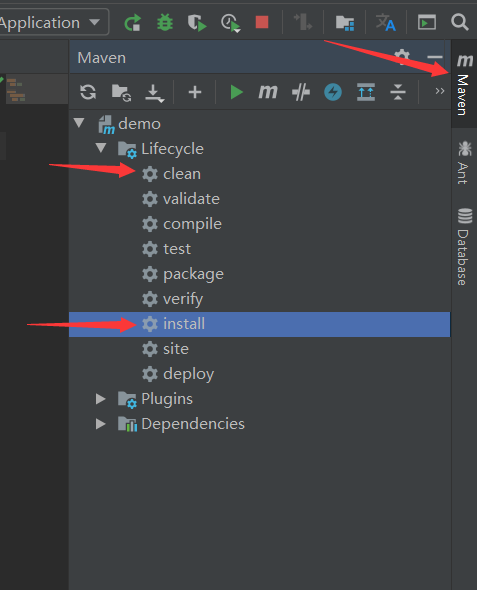 Application
Maven
demo
Lifecycle
clean
validate
compile
test
package
verify
install
site
deploy
Plugins
Dependencies
Maven
Ant
Database